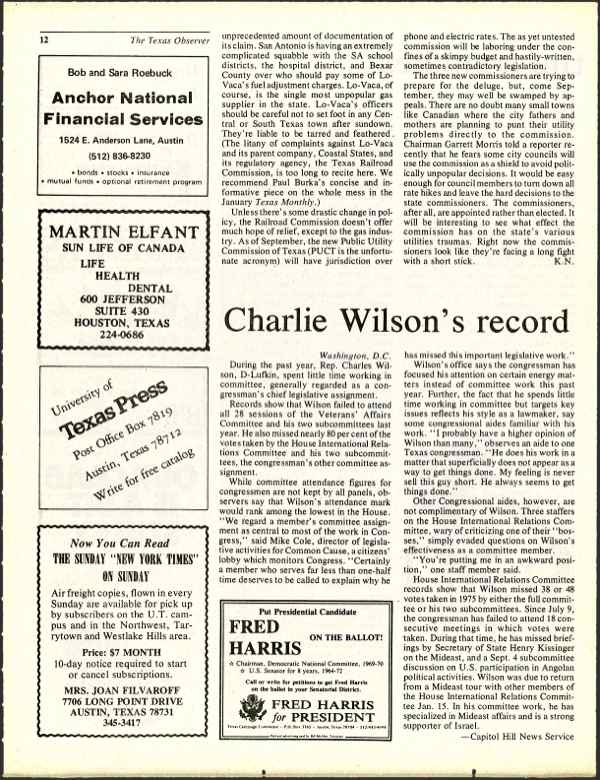 12
The Texas Observer
Bob and Sara Roebuck
Anchor National
Financial Services
1524 E. Anderson Lane, Austin
(512) 836-8230
• bonds • stocks • insurance
• mutual funds • optional retirement program
MARTIN ELFANT
SUN LIFE OF CANADA
LIFE
HEALTH
DENTAL
600 JEFFERSON
SUITE 430
HOUSTON, TEXAS
224-0686
University of
Texas Press
Post Office Box 7819
Austin, Texas 78712
Write for free catalog
Now You Can Read
THE SUNDAY "NEW YORK TIMES"
ON SUNDAY
Air freight copies, flown in every
Sunday are available for pick up
by subscribers on the U.T. cam-
pus and in the Northwest, Tar-
rytown and Westlake Hills area.
Price: $7 MONTH
10-day notice required to start
or cancel subscriptions.
MRS. JOAN FILVAROFF
7706 LONG POINT DRIVE
AUSTIN, TEXAS 78731
345-3417
unprecedented amount of documentation of
its claim. San Antonio is having an extremely
complicated squabble with the SA school
districts, the hospital district, and Bexar
County over who should pay some of Lo-
Vaca's fuel adjustment charges. Lo-Vaca, of
course, is the single most unpopular gas
supplier in the state. Lo-Vaca's officers
should be careful not to set foot in any Cen-
tral or South Texas town after sundown.
They're liable to be tarred and feathered.
(The litany of complaints against Lo-Vaca
and its parent company, Coastal States, and
its regulatory agency, the Texas Railroad
Commission, is too long to recite here. We
recommend Paul Burka's concise and in-
formative piece on the whole mess in the
January Texas Monthly.)
Unless there's some drastic change in pol-
icy, the Railroad Commission doesn't offer
much hope of relief, except to the gas indus-
try. As of September, the new Public Utility
Commission of Texas (PUCT is the unfortu-
nate acronym) will have jurisdiction over
phone and electric rates. The as yet untested
commission will be laboring under the con-
fines of a skimpy budget and hastily-written,
sometimes contradictory legislation.
The three new commissioners are trying to
prepare for the deluge, but, come Sep-
tember, they may well be swamped by ap-
peals. There are no doubt many small towns
like Canadian where the city fathers and
mothers are planning to punt their utility
problems directly to the commission.
Chairman Garrett Morris told a reporter re-
cently that he fears some city councils will
use the commission as a shield to avoid polit-
ically unpopular decisions. It would be easy
enough for council members to turn down all
rate hikes and leave the hard decisions to the
state commissioners. The commissioners,
after all, are appointed rather than elected. It
will be interesting to see what effect the
commission has on the state's various
utilities traumas. Right now the commis-
sioners look like they're facing a long fight
with a short stick. K.N.
Charlie Wilson's record
Washington, D.C.
During the past year, Rep. Charles Wil-
son, D-Lufkin, spent little time working in
committee, generally regarded as a con-
gressman's chief legislative assignment.
Records show that Wilson failed to attend
all 28 sessions of the Veterans' Affairs
Committee and his two subcommittees last
year. He also missed nearly 80 per cent of the
votes taken by the House International Rela-
tions Committee and his two subcommit-
tees, the congressman's other committee as-
signment.
While committee attendance figures for
congressmen are not kept by all panels, ob-
servers say that Wilson's attendance mark
would rank among the lowest in the House.
"We regard a member's committee assign-
ment as central to most of the work in Con-
gress," said Mike Cole, director of legisla-
tive activities for Common Cause, a citizens'
lobby which monitors Congress. "Certainly
a member who serves far less than one-half
time deserves to be called to explain why he
has missed this important legislative work."
Wilson's office says the congressman has
focused his attention on certain energy mat-
ters instead of committee work this past
year. Further, the fact that he spends little
time working in committee but targets key
issues reflects his style as a lawmaker, say
some congressional aides familiar with his
work. "I probably have a higher opinion of
Wilson than many," observes an aide to one
Texas congressman. "He does his work in a
matter that superficially does not appear as a
way to get things done. My feeling is never
sell this guy short. He always seems to get
things done."
Other Congressional aides, however, are
not complimentary of Wilson. Three staffers
on the House International Relations Com-
mittee, wary of criticizing one of their "bos-
ses," simply evaded questions on Wilson's
effectiveness as a committee member.
"You're putting me in an awkward posi-
tion," one staff member said.
House International Relations Committee
records show that Wilson missed 38 or 48
votes taken in 1975 by either the full commit-
tee or his two subcommittees. Since July 9,
the congressman has failed to attend 18 con-
secutive meetings in which votes were
taken. During that time, he has missed brief-
ings by Secretary of State Henry Kissinger
on the Mideast, and a Sept. 4 subcommittee
discussion on U.S. participation in Angolan
political activities. Wilson was due to return
from a Mideast tour with other members of
the House International Relations Commit-
tee Jan. 15. In his committee work, he has
specialized in Mideast affairs and is a strong
supporter of Israel.
—Capitol Hill News Service
Put Presidential Candidate
FRED
HARRIS
ON THE BALLOT!
☆ Chairman, Democratic National Committee, 1969-70
☆ U.S. Senator for 8 years, 1964-72
Call or write for petitions to get Fred Harris
on the ballot in your Senatorial District.
FRED HARRIS
for PRESIDENT